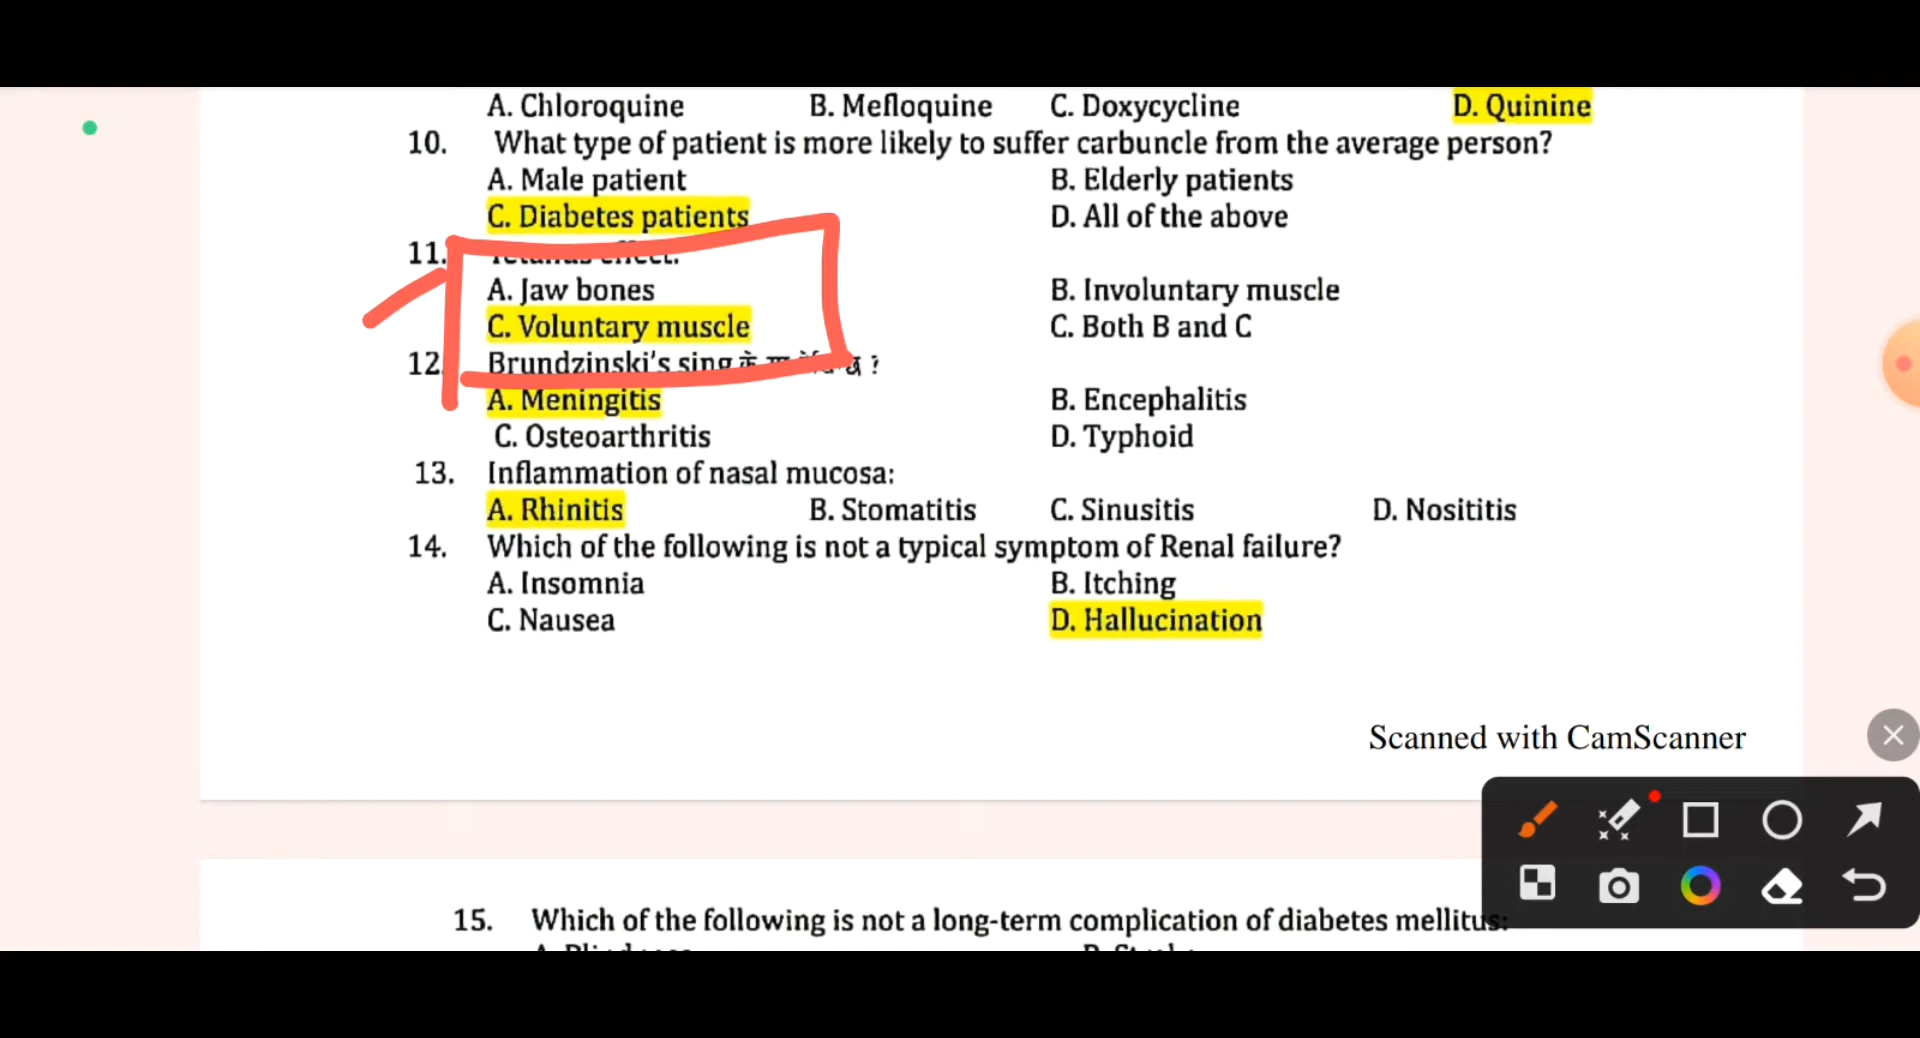 A. Chloroquine B. Mefloquine C. Doxycycline D. Quinine
10. What type of patient is more likely to suffer carbuncle from the average person?
A. Male patient B. Elderly patients
C. Diabetes patients D. All of the above
11.
A. Jaw bones B. Involuntary muscle
C. Voluntary muscle C. Both B and C
12. Brundzinski's sing ?
A. Meningitis B. Encephalitis
C. Osteoarthritis D. Typhoid
13. Inflammation of nasal mucosa:
A. Rhinitis B. Stomatitis C. Sinusitis D. Nosititis
14. Which of the following is not a typical symptom of Renal failure?
A. Insomnia B. Itching
C. Nausea D. Hallucination
Scanned with CamScanner
15. Which of the following is not a long-term complication of diabetes mellitus: